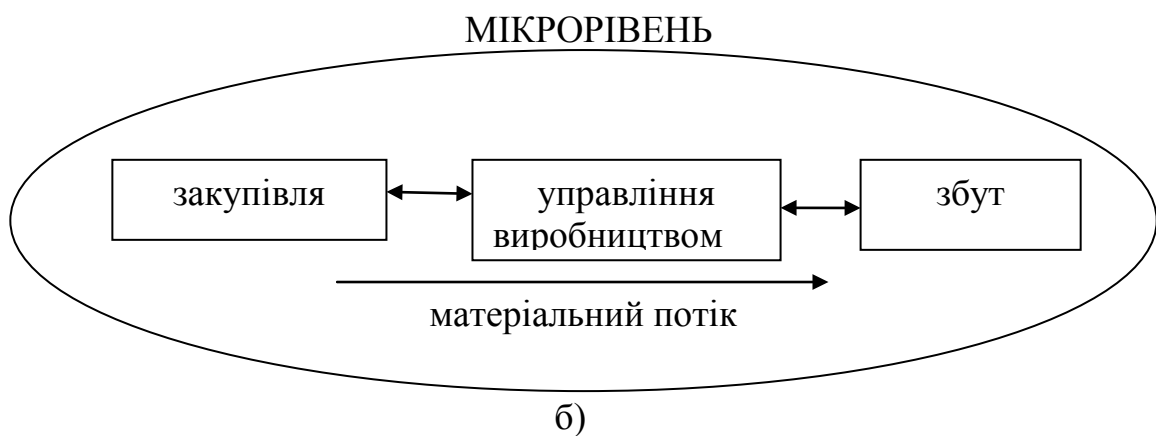 МІКРОРІВЕНЬ
закупівля
управління
виробництвом
збут
матеріальний потік
б)